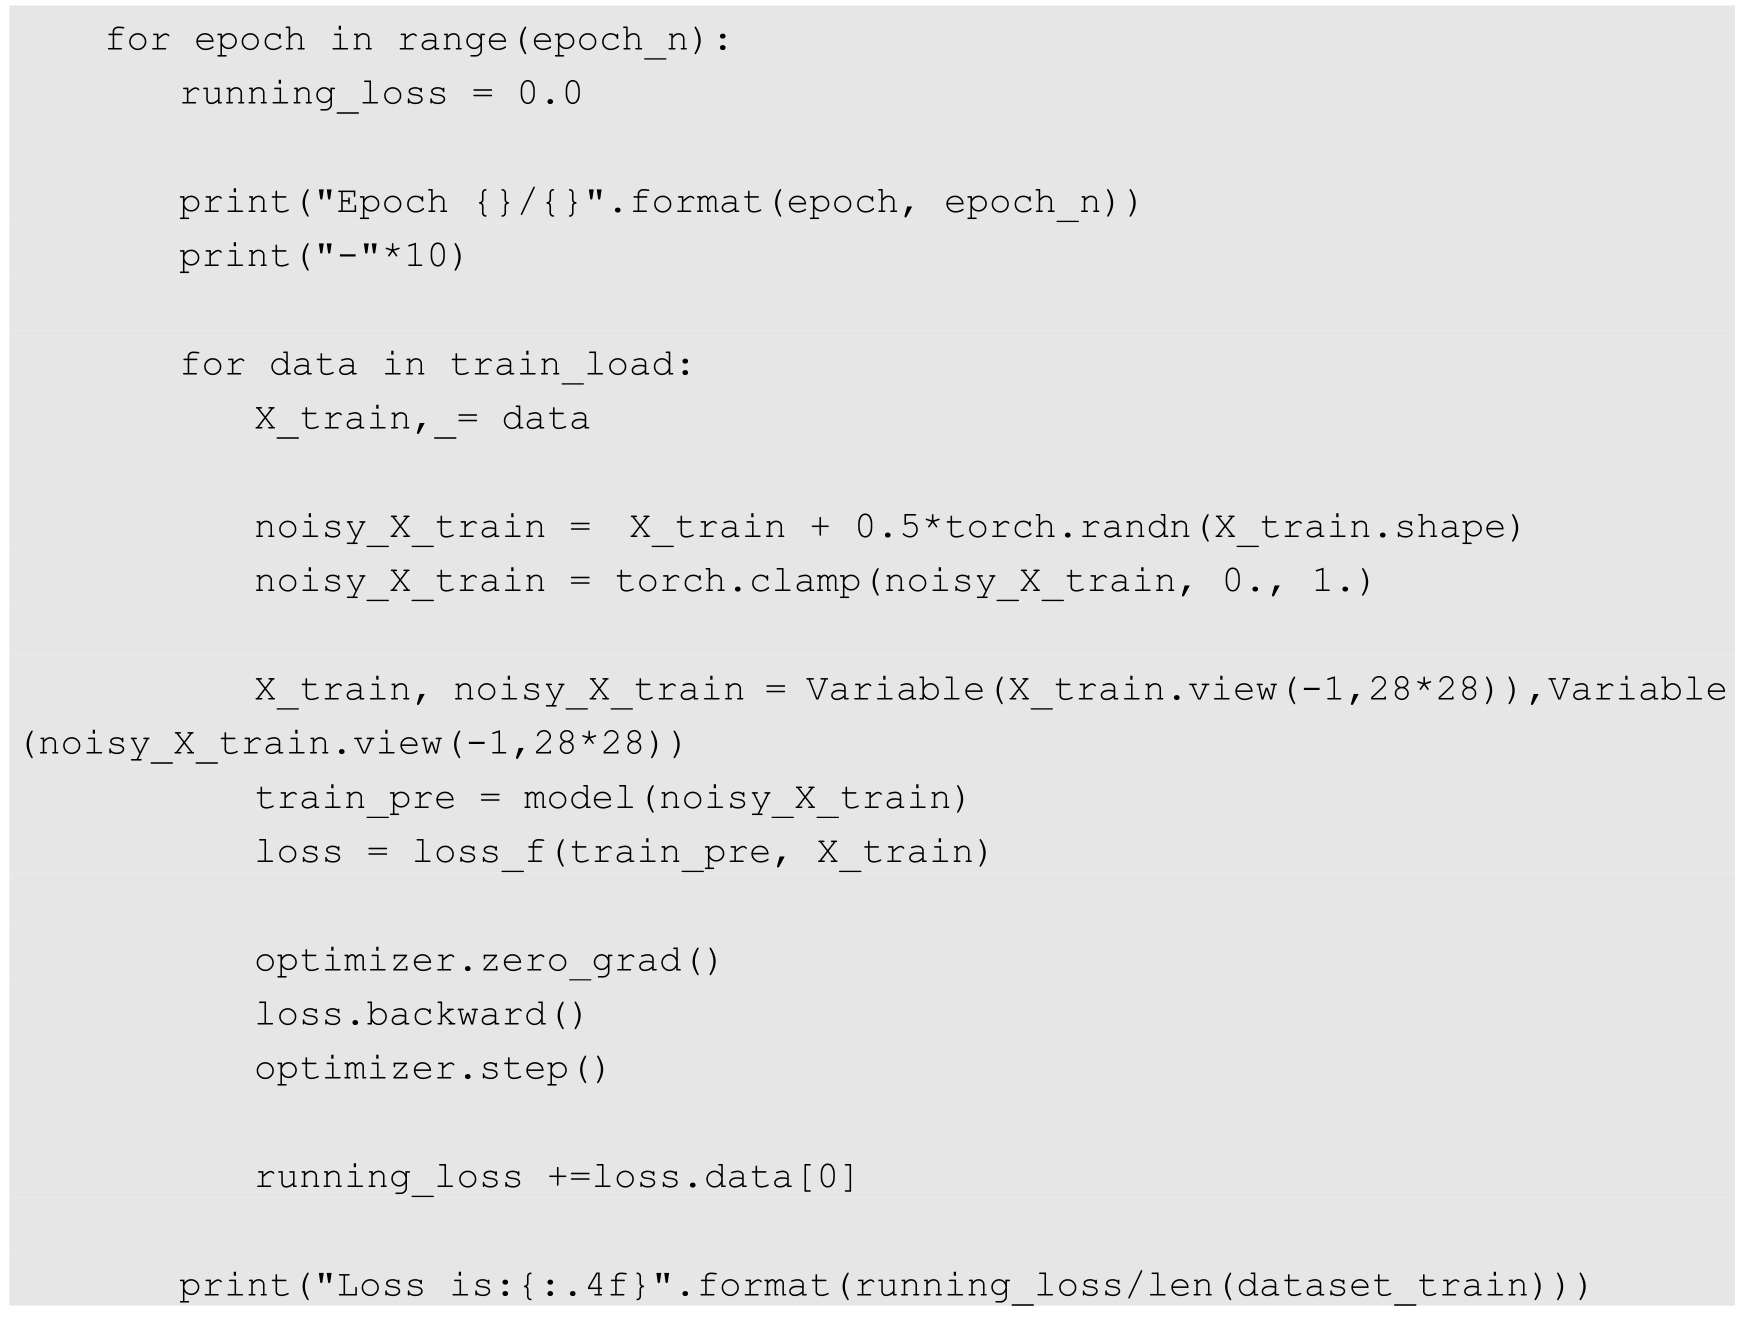 for epoch in range(epoch_n):
running_loss = 0.0
print("Epoch {}/{}".format(epoch, epoch_n))
print("-"*10)
for data in train_load:
X_train,_= data
noisy_X_train =  X_train + 0.5*torch.randn(X_train.shape)
noisy_X_train = torch.clamp(noisy_X_train, 0., 1.)
X_train, noisy_X_train = Variable(X_train.view(-1,28*28)),Variable
(noisy_X_train.view(-1,28*28))
train_pre = model(noisy_X_train)
loss = loss_f(train_pre, X_train)
optimizer.zero_grad()
loss.backward()
optimizer.step()
running_loss +=loss.data[0]
print("Loss is:{:.4f}".format(running_loss/len(dataset_train)))